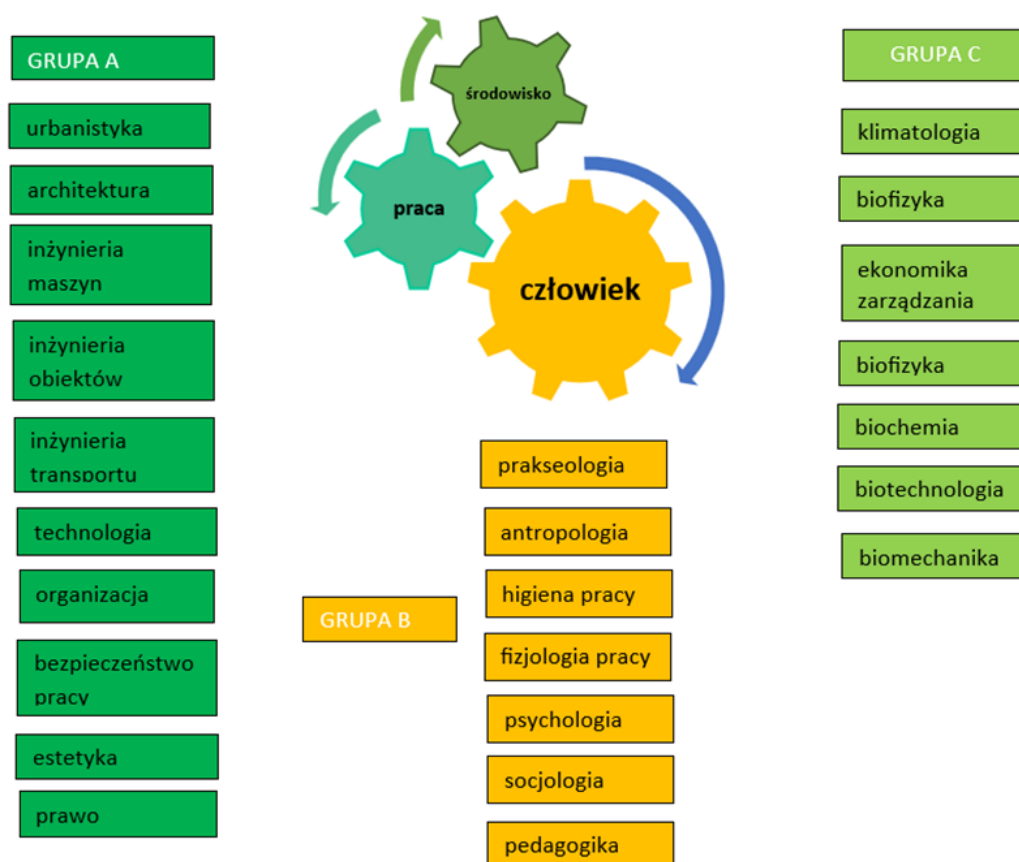 GRUPA A
urbanistyka
architektura
inżynieria
maszyn
inżynieria
obiektów
inżynieria
transportu
technologia
organizacja
bezpieczeństwo
pracy
estetyka
prawo
środowisko
praca
człowiek
GRUPA B
prakseologia
antropologia
higiena pracy
fizjologia pracy
psychologia
socjologia
pedagogika
GRUPA C
klimatologia
biofizyka
ekonomika
zarządzania
biofizyka
biochemia
biotechnologia
biomechanika